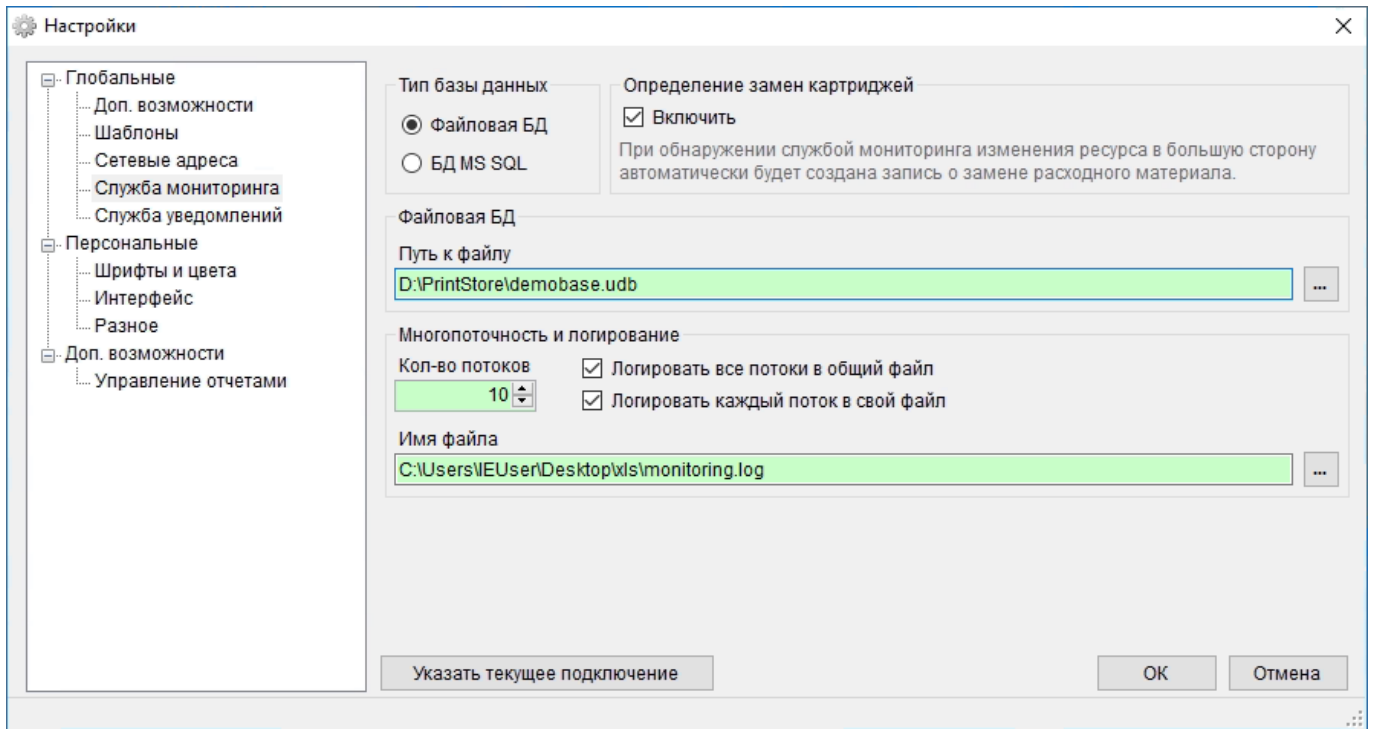 Настройки
Глобальные
Доп. возможности
Шаблоны
Сетевые адреса
Служба мониторинга
Служба уведомлений
Персональные
Шрифты и цвета
Интерфейс
Разное
Доп. возможности
Управление отчетами
Тип базы данных
Файловая БД
БД MS SQL
Определение замен картриджей
Включить
При обнаружении службой мониторинга изменения ресурса в большую сторону
автоматически будет создана запись о замене расходного материала.
Файловая БД
Путь к файлу
D:\PrintStore\demobase.udb
...
Многопоточность и логирование
Кол-во потоков
10
Логировать все потоки в общий файл
Логировать каждый поток в свой файл
Имя файла
C:\Users\IEUser\Desktop\xls\monitoring.log
...
Указать текущее подключение
ОК
Отмена